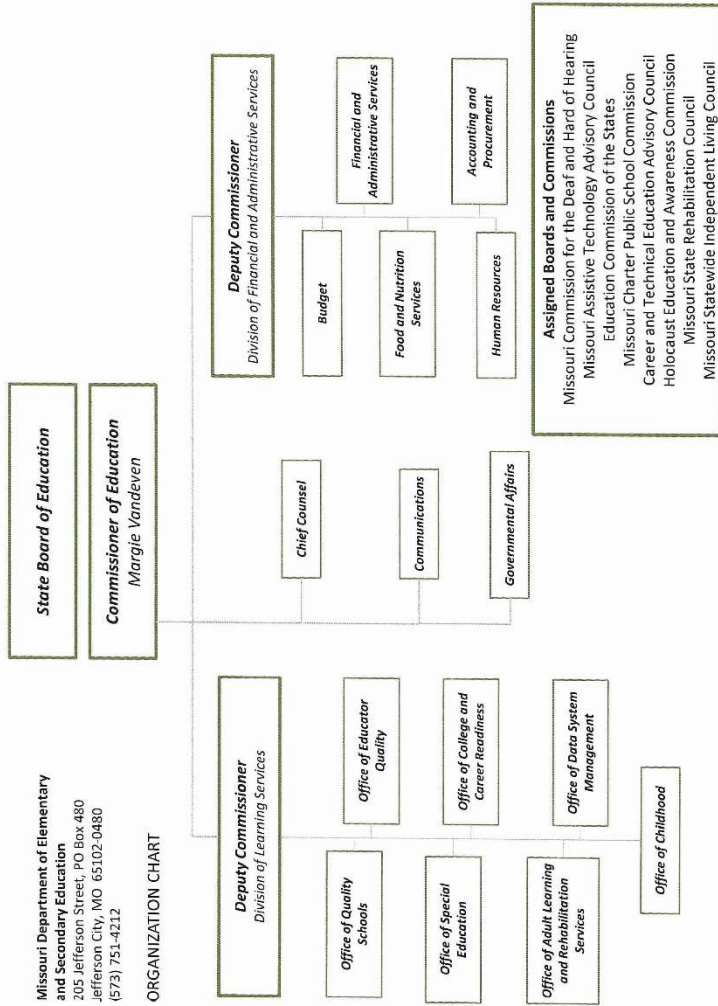 Missouri Department of Elementary
and Secondary Education
205 Jefferson Street, PO Box 480
Jefferson City, MO 65102-0480
(573) 751-4212
ORGANIZATION CHART
State Board of Education
Commissioner of Education
Margie Vandeven
Deputy Commissioner
Division of Learning Services
Office of Quality
Schools
Office of Educator
Quality
Office of Special
Education
Office of College and
Career Readiness
Office of Adult Learning
and Rehabilitation
Services
Office of Data System
Management
Office of Childhood
Chief Counsel
Communications
Governmental Affairs
Deputy Commissioner
Division of Financial and Administrative Services
Budget
Financial and
Administrative Services
Food and Nutrition
Services
Accounting and
Procurement
Human Resources
Assigned Boards and Commissions
Missouri Commission for the Deaf and Hard of Hearing
Missouri Assistive Technology Advisory Council
Education Commission of the States
Missouri Charter Public School Commission
Career and Technical Education Advisory Council
Holocaust Education and Awareness Commission
Missouri State Rehabilitation Council
Missouri Statewide Independent Living Council